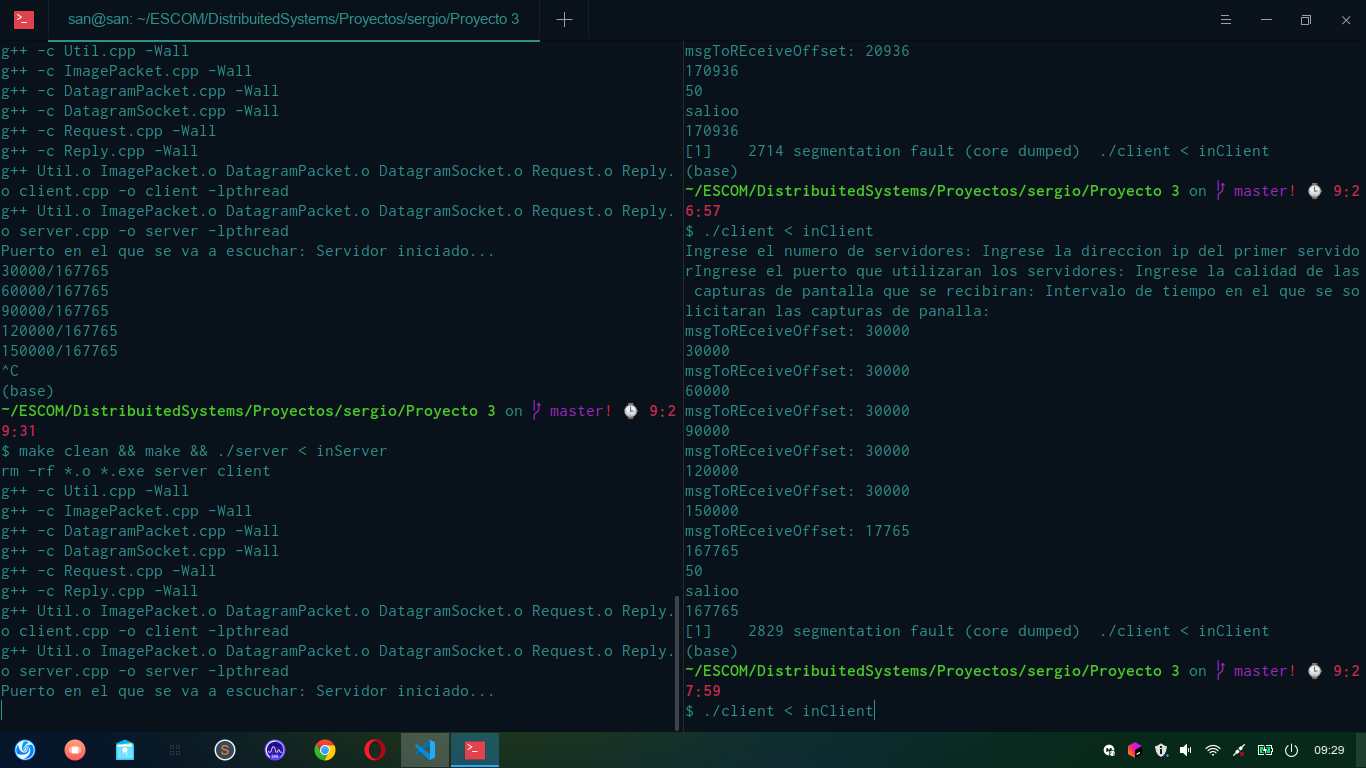 san@san: ~/ESCOM/DistribuitedSystems/Proyectos/sergio/Proyecto 3
g++ -c Util.cpp -Wall
g++ -c ImagePacket.cpp -Wall
g++ -c DatagramPacket.cpp -Wall
g++ -c DatagramSocket.cpp -Wall
g++ -c Request.cpp -Wall
g++ -c Reply.cpp -Wall
g++ Util.o ImagePacket.o DatagramPacket.o DatagramSocket.o Request.o Reply.
o client.cpp -o client -lpthread
g++ Util.o ImagePacket.o DatagramPacket.o DatagramSocket.o Request.o Reply.
o server.cpp -o server -lpthread
Puerto en el que se va a escuchar: Servidor iniciado...
30000/167765
60000/167765
90000/167765
120000/167765
150000/167765
^C
(base)
~/ESCOM/DistribuitedSystems/Proyectos/sergio/Proyecto 3 on master! ⌚ 9:2
9:31
$ make clean && make && ./server < inServer
rm -rf *.o *.exe server client
g++ -c Util.cpp -Wall
g++ -c ImagePacket.cpp -Wall
g++ -c DatagramPacket.cpp -Wall
g++ -c DatagramSocket.cpp -Wall
g++ -c Request.cpp -Wall
g++ -c Reply.cpp -Wall
g++ Util.o ImagePacket.o DatagramPacket.o DatagramSocket.o Request.o Reply.
o client.cpp -o client -lpthread
g++ Util.o ImagePacket.o DatagramPacket.o DatagramSocket.o Request.o Reply.
o server.cpp -o server -lpthread
Puerto en el que se va a escuchar: Servidor iniciado...
msgToREceiveOffset: 20936
170936
50
salioo
170936
[1]    2714 segmentation fault (core dumped)  ./client < inClient
(base)
~/ESCOM/DistribuitedSystems/Proyectos/sergio/Proyecto 3 on master! ⌚ 9:2
6:57
$ ./client < inClient
Ingrese el numero de servidores: Ingrese la direccion ip del primer servido
rIngrese el puerto que utilizaran los servidores: Ingrese la calidad de las
 capturas de pantalla que se recibiran: Intervalo de tiempo en el que se so
licitaran las capturas de panalla:
msgToREceiveOffset: 30000
30000
msgToREceiveOffset: 30000
60000
msgToREceiveOffset: 30000
90000
msgToREceiveOffset: 30000
120000
msgToREceiveOffset: 30000
150000
msgToREceiveOffset: 17765
167765
50
salioo
167765
[1]    2829 segmentation fault (core dumped)  ./client < inClient
(base)
~/ESCOM/DistribuitedSystems/Proyectos/sergio/Proyecto 3 on master! ⌚ 9:2
7:59
$ ./client < inClient
09:29